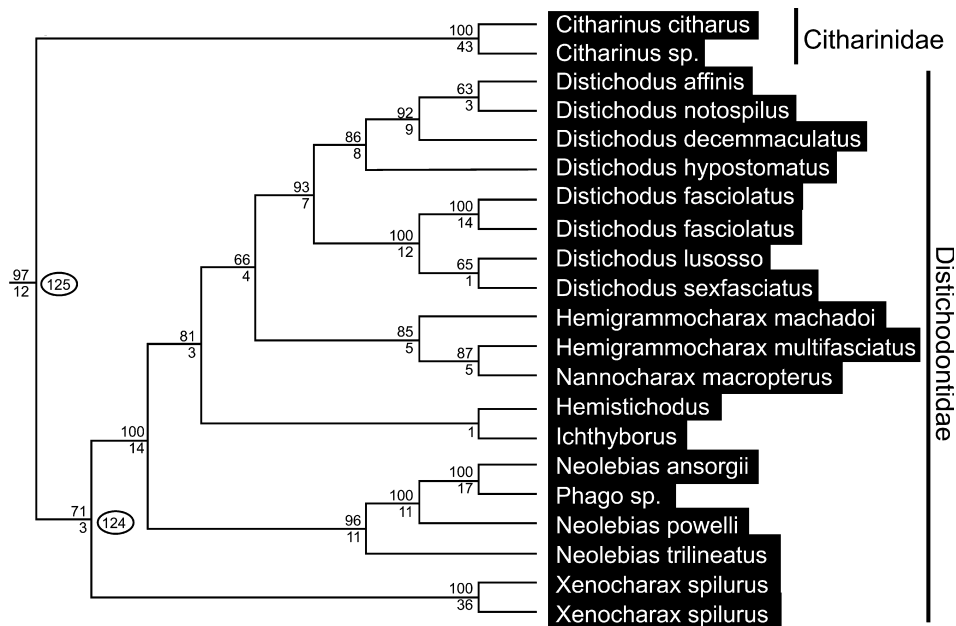 Citharinus citharus
Citharinus sp.
Citharinidae
Distichodus affinis
Distichodus notospilus
Distichodus decemmaculatus
Distichodus hypostomatus
Distichodus fasciolatus
Distichodus fasciolatus
Distichodus lusosso
Distichodus sexfasciatus
Hemigrammocharax machadoi
Hemigrammocharax multifasciatus
Nannocharax macropterus
Hemistichodus
Ichthyborus
Neolebias ansorgii
Phago sp.
Neolebias powelli
Neolebias trilineatus
Xenocharax spilurus
Xenocharax spilurus
Distichodontidae
100
43
63
3
92
9
86
8
93
7
100
14
100
12
65
1
66
4
97
12
125
85
5
87
5
81
3
1
100
14
100
17
100
11
96
11
71
3
124
100
36